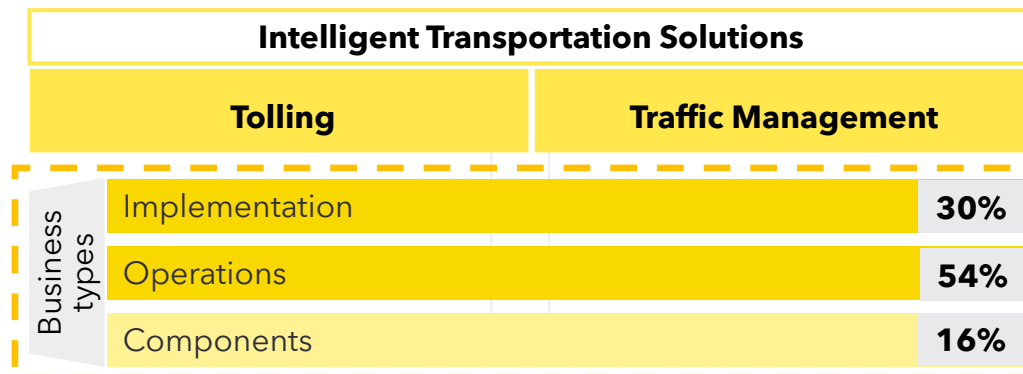 Intelligent Transportation Solutions
Tolling
Traffic Management
Business
types
Implementation
30%
Operations
54%
Components
16%